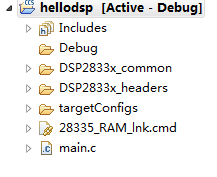 hellodsp [Active - Debug]
Includes
Debug
DSP2833x_common
DSP2833x_headers
targetConfigs
28335_RAM_lnk.cmd
main.c